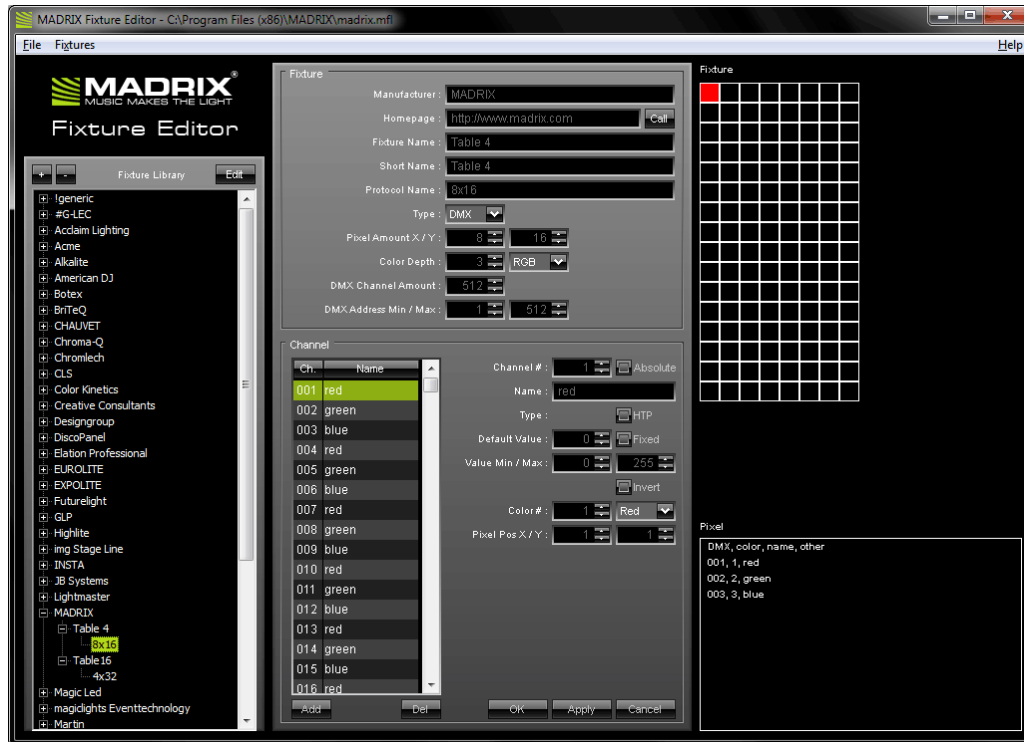 MADRIX Fixture Editor - C:\Program Files (x86)\MADRIX\madrix.mfl
File Fixtures Help
MADRIX®
MUSIC MAKES THE LIGHT
Fixture Editor
+ - Fixture Library Edit
!generic
#G-LEC
Acclaim Lighting
Acme
Alkalite
American DJ
Botex
BriTeQ
CHAUVET
Chroma-Q
Chromlech
CLS
Color Kinetics
Creative Consultants
Designgroup
DiscoPanel
Elation Professional
EUROLITE
EXPOLITE
Futurelight
GLP
Highlite
img Stage Line
INSTA
JB Systems
Lightmaster
MADRIX
Table 4
8x16
Table16
4x32
Magic Led
magiclights Eventtechnology
Martin
Fixture
Manufacturer : MADRIX
Homepage : http://www.madrix.com Call
Fixture Name : Table 4
Short Name : Table 4
Protocol Name : 8x16
Type : DMX
Pixel Amount X / Y : 8 16
Color Depth : 3 RGB
DMX Channel Amount : 512
DMX Address Min / Max : 1 512
Channel
Ch. Name
001 red
002 green
003 blue
004 red
005 green
006 blue
007 red
008 green
009 blue
010 red
011 green
012 blue
013 red
014 green
015 blue
016 red
Add Del
Channel # : 1 Absolute
Name : red
Type : HTP
Default Value : 0 Fixed
Value Min / Max : 0 255
Invert
Color # : 1 Red
Pixel Pos X / Y : 1 1
OK Apply Cancel
Fixture
Pixel
DMX, color, name, other
001, 1, red
002, 2, green
003, 3, blue